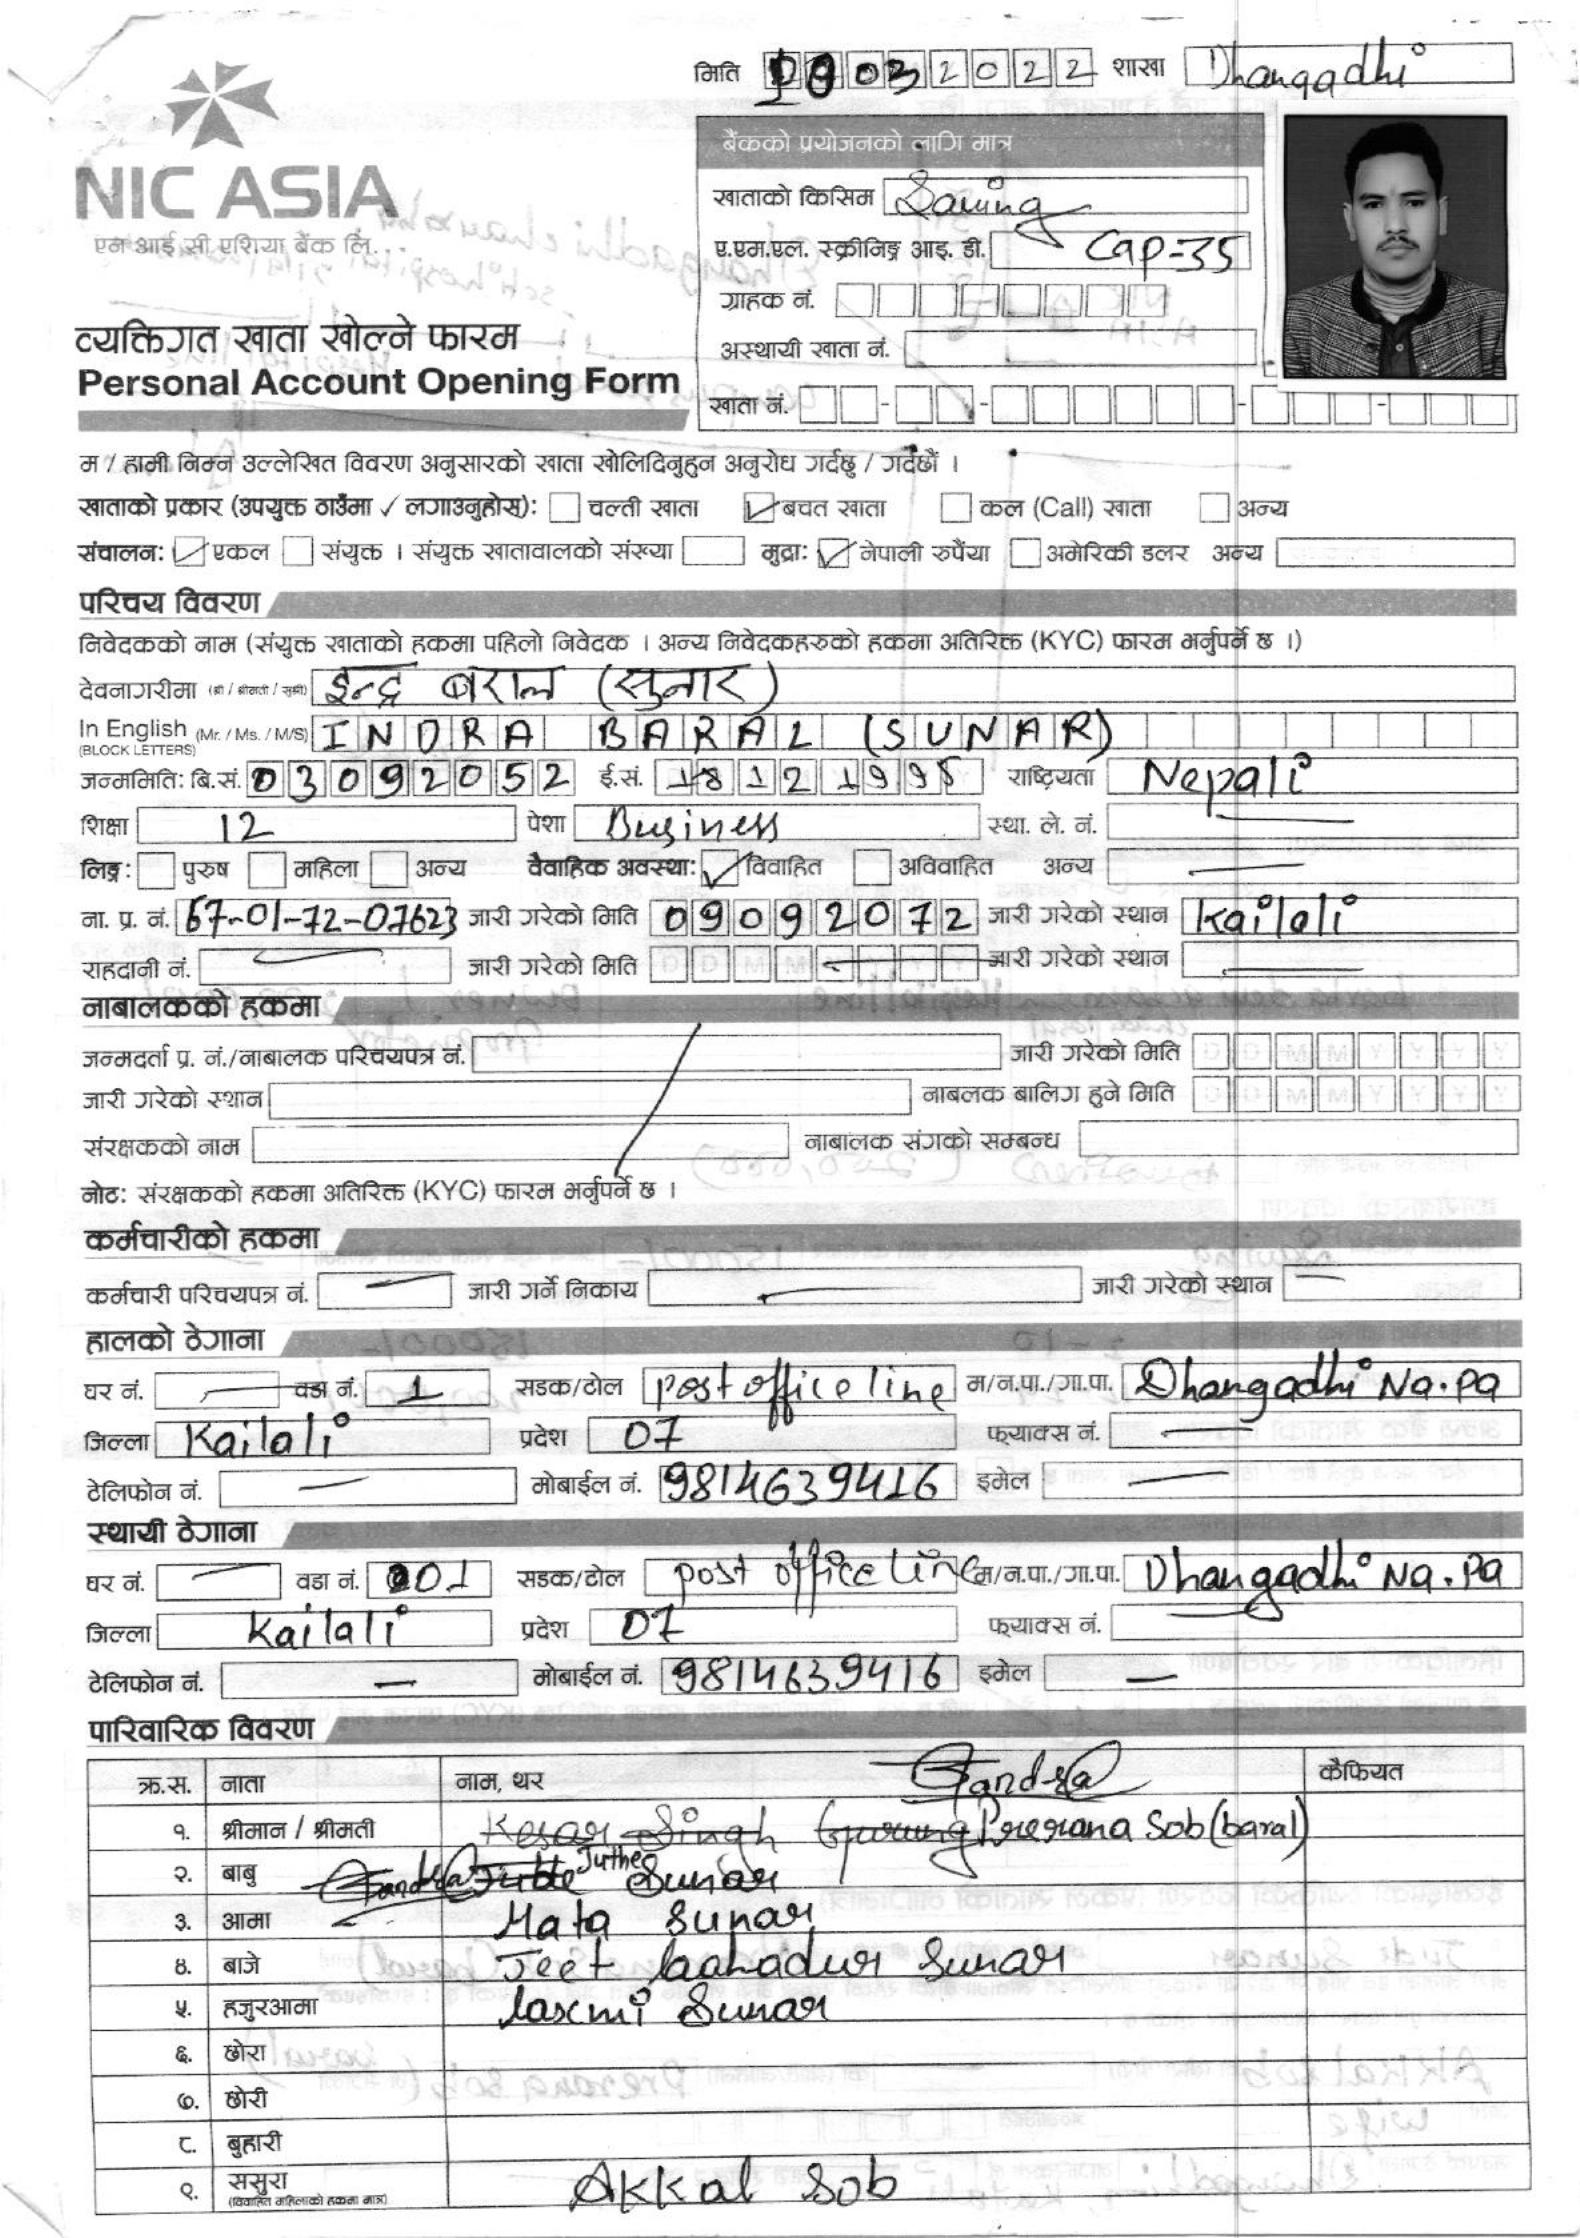 मिति 10032022 शाखा Dhangadhi
NIC ASIA
एन आई सी एशिया बैंक लि.
बैंकको प्रयोजनको लागि मात्र
खाताको किसिम Saving
ए.एम.एल. स्क्रीनिङ्ग आइ. डी. Cap=35
ग्राहक नं.
अस्थायी खाता नं.
खाता नं.
व्यक्तिगत खाता खोल्ने फारम
Personal Account Opening Form
म / हामी निम्न उल्लेखित विवरण अनुसारको खाता खोलिदिनुहुन अनुरोध गर्दछु / गर्दछौं ।
खाताको प्रकार (उपयुक्त ठाउँमा ✓ लगाउनुहोस्): चल्ती खाता ✓ बचत खाता कल (Call) खाता अन्य
संचालन: ✓ एकल संयुक्त । संयुक्त खातावालको संख्या मुद्रा: ✓ नेपाली रुपैंया अमेरिकी डलर अन्य
परिचय विवरण
निवेदकको नाम (संयुक्त खाताको हकमा पहिलो निवेदक । अन्य निवेदकहरुको हकमा अतिरिक्त (KYC) फारम भर्नुपर्ने छ ।)
देवनागरीमा (श्री / श्रीमती / सुश्री) इन्द्र बराल (सुनार)
In English (Mr. / Ms. / M/S) INDRA BARAL (SUNAR)
(BLOCK LETTERS)
जन्ममिति: बि.सं. 03092052 ई.सं. 18121995 राष्ट्रियता Nepali
शिक्षा 12 पेशा Business स्था. ले. नं.
लिङ्ग: पुरुष महिला अन्य वैवाहिक अवस्था: ✓ विवाहित अविवाहित अन्य
ना. प्र. नं. 67-01-72-07623 जारी गरेको मिति 09092072 जारी गरेको स्थान Kailali
राहदानी नं. जारी गरेको मिति जारी गरेको स्थान
नाबालकको हकमा
जन्मदर्ता प्र. नं./नाबालक परिचयपत्र नं. जारी गरेको मिति
जारी गरेको स्थान नाबलक बालिग हुने मिति
संरक्षकको नाम नाबालक संगको सम्बन्ध
नोट: संरक्षकको हकमा अतिरिक्त (KYC) फारम भर्नुपर्ने छ ।
कर्मचारीको हकमा
कर्मचारी परिचयपत्र नं. जारी गर्ने निकाय जारी गरेको स्थान
हालको ठेगाना
घर नं. वडा नं. 1 सडक/टोल post office line म/न.पा./गा.पा. Dhangadhi Na.pa
जिल्ला Kailali प्रदेश 07 फ्याक्स नं.
टेलिफोन नं. मोबाईल नं. 9814639416 इमेल
स्थायी ठेगाना
घर नं. वडा नं. 001 सडक/टोल post office line म/न.पा./गा.पा. Dhangadhi Na.Pa
जिल्ला Kailali प्रदेश 07 फ्याक्स नं.
टेलिफोन नं. मोबाईल नं. 9814639416 इमेल
पारिवारिक विवरण
क्र.स. नाता नाम, थर कैफियत
१. श्रीमान / श्रीमती Kesar Singh Gurung Prerana Sob (baral)
२. बाबु Juthe Sunar
३. आमा Mata Sunar
४. बाजे Jeet bahadur Sunar
५. हजुरआमा laxmi Sunar
६. छोरा
७. छोरी
८. बुहारी
९. ससुरा Akkal Sob
(विवाहित महिलाको हकमा मात्र)